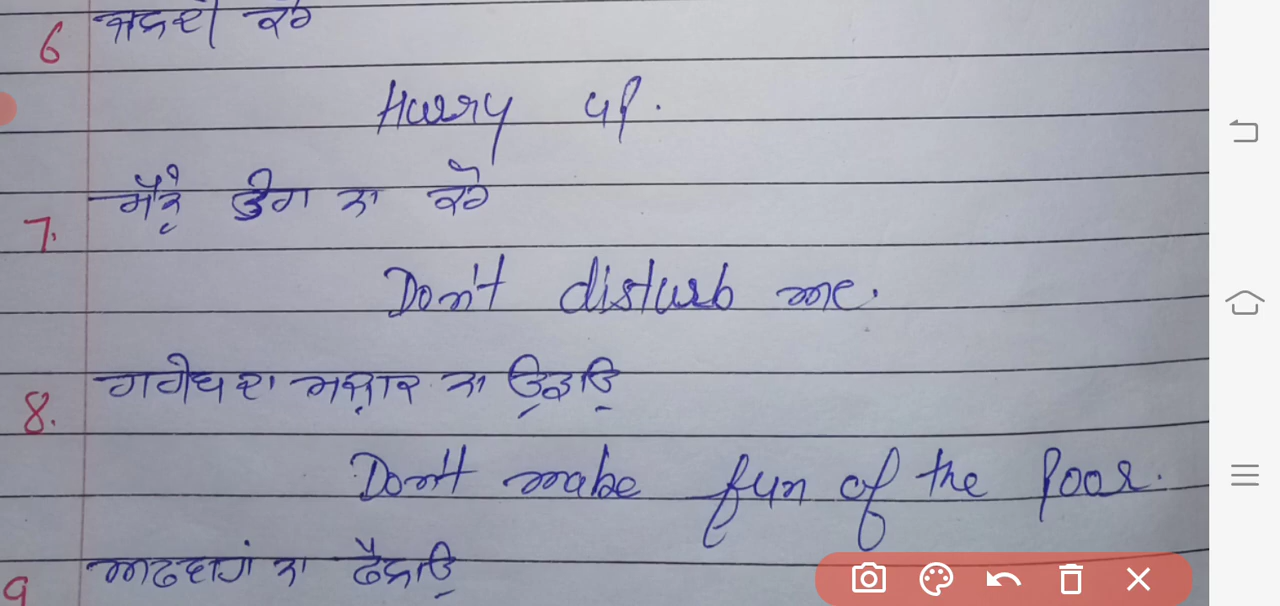 6 ਜਲਦੀ ਕਰੋ
Hurry up.
7. ਮੈਨੂੰ ਤੰਗ ਨਾ ਕਰੋ
Don't disturb me.
8. ਗਰੀਬ ਦਾ ਮਜ਼ਾਕ ਨਾ ਉਡਾਓ
Don't make fun of the poor.
9 ਅਫਵਾਹਾਂ ਨਾ ਫੈਲਾਓ